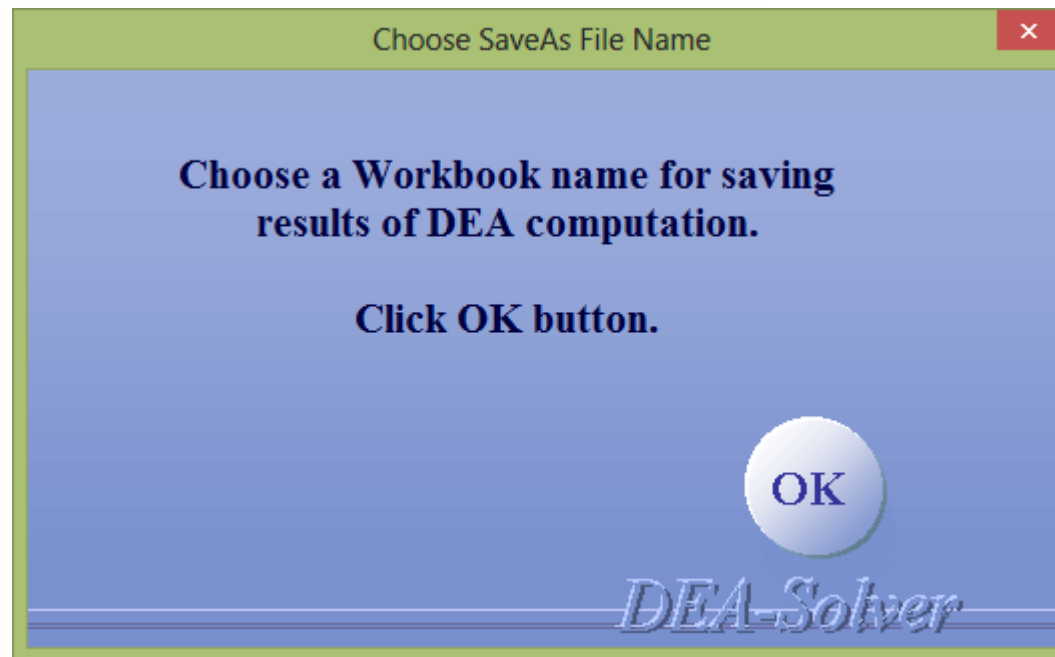 Choose SaveAs File Name
Choose a Workbook name for saving
results of DEA computation.
Click OK button.
OK
DEA-Solver